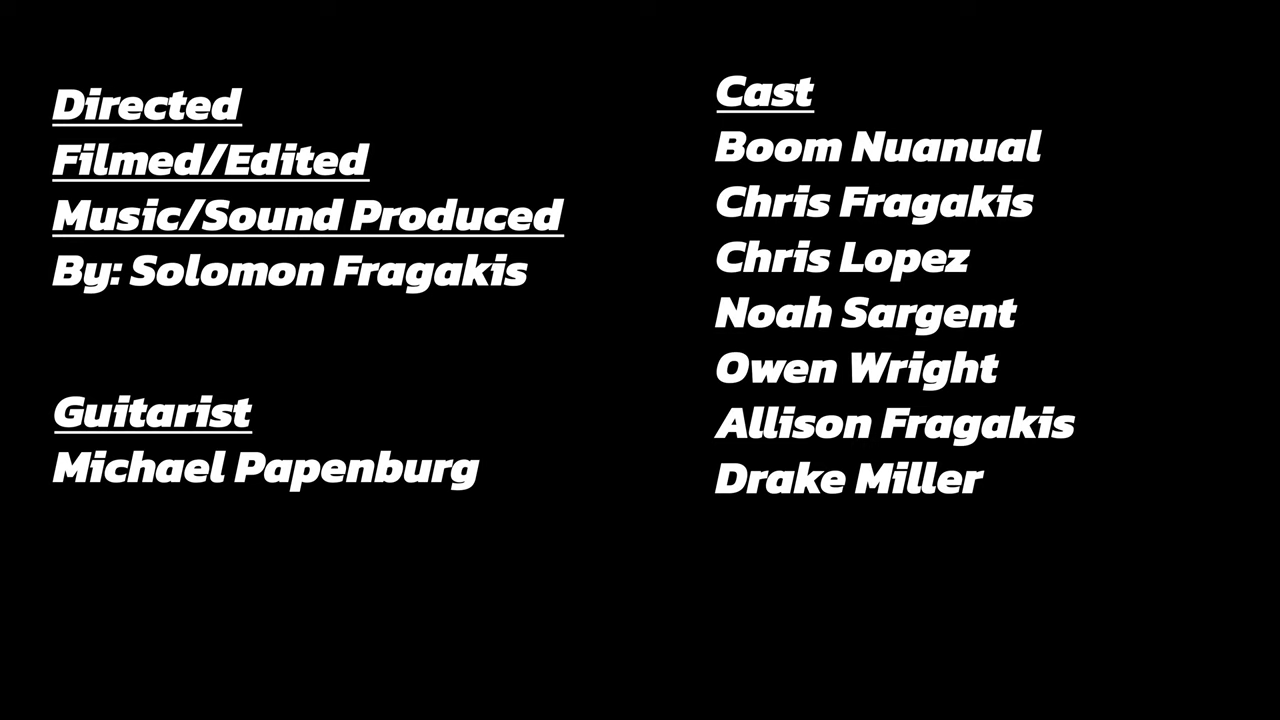 Directed
Filmed/Edited
Music/Sound Produced
By: Solomon Fragakis
Guitarist
Michael Papenburg
Cast
Boom Nuanual
Chris Fragakis
Chris Lopez
Noah Sargent
Owen Wright
Allison Fragakis
Drake Miller